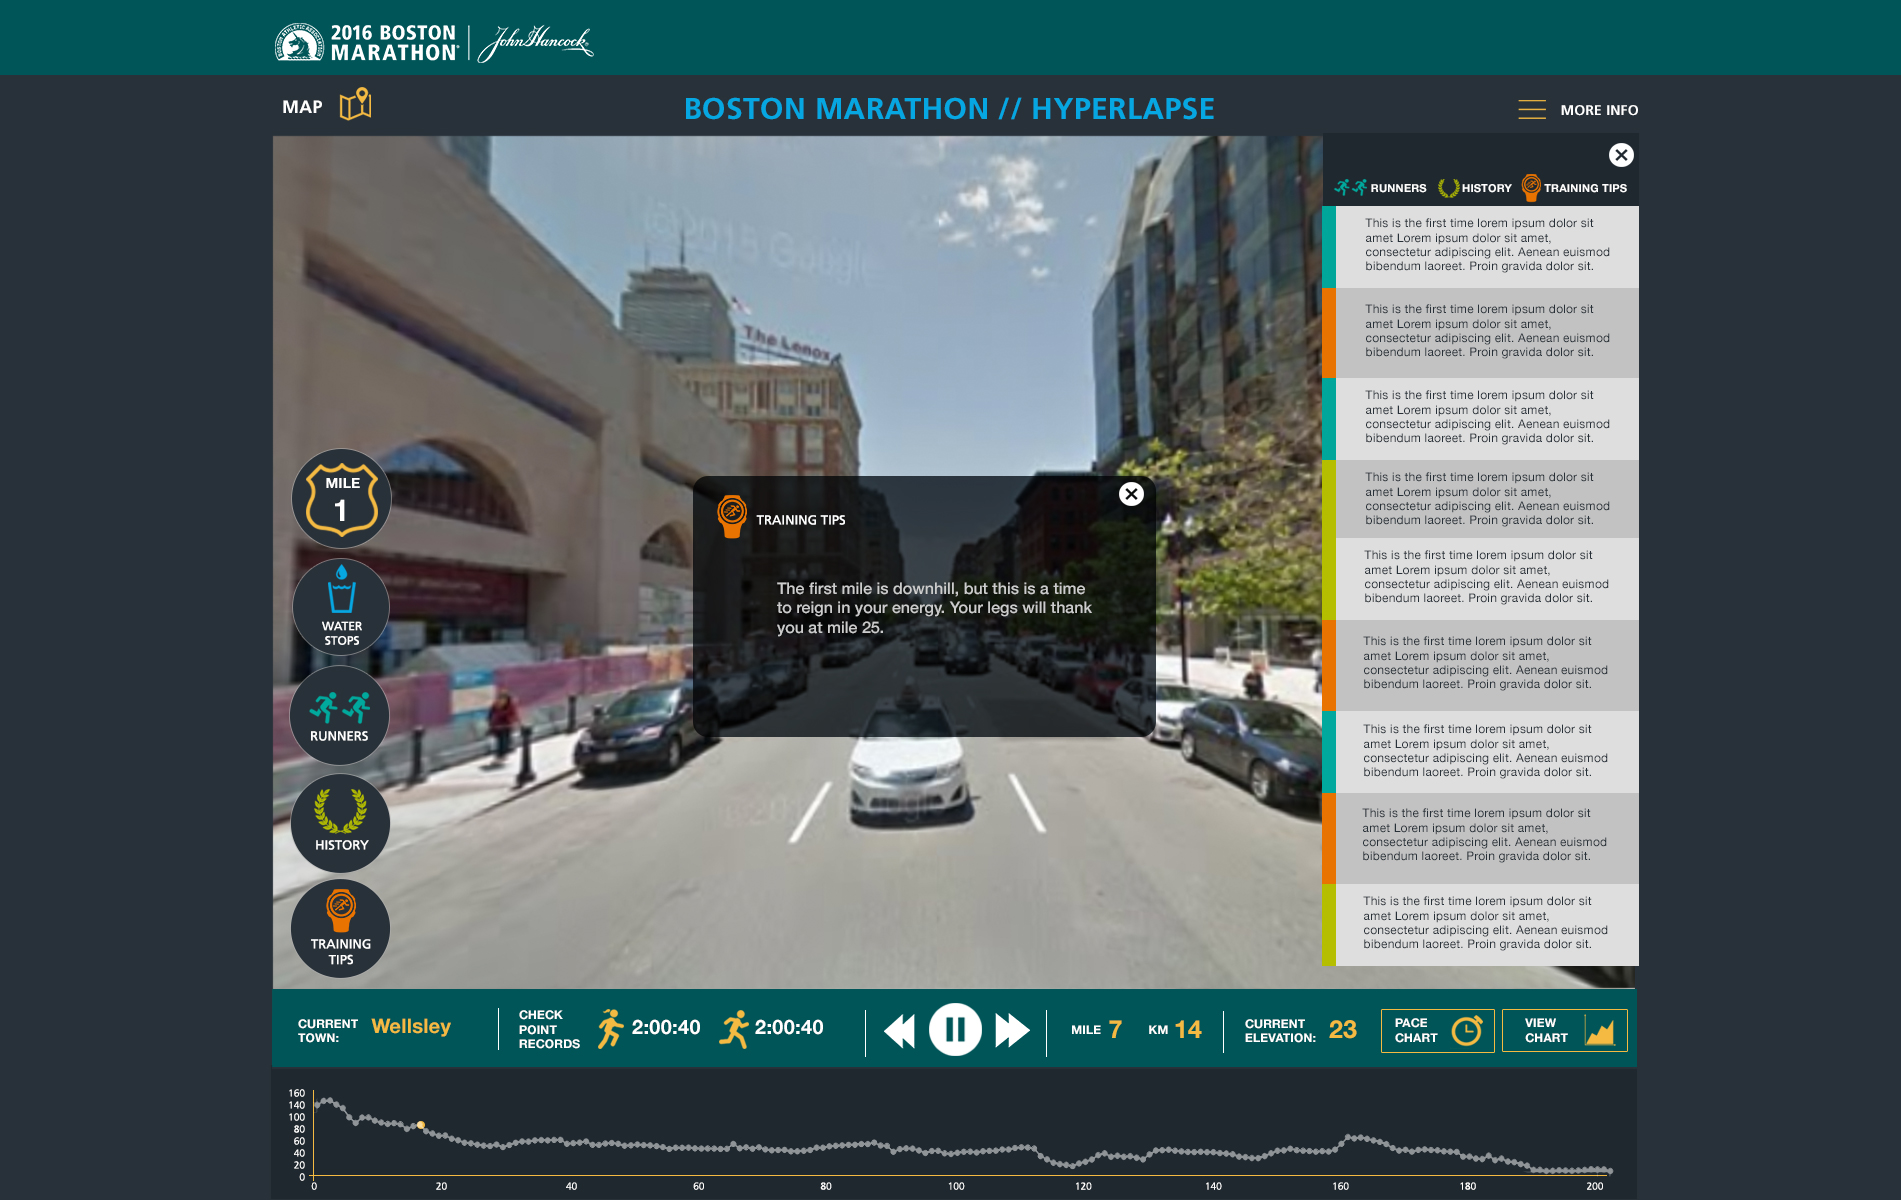 2016 BOSTON
MARATHON
John Hancock
MAP
BOSTON MARATHON // HYPERLAPSE
MORE INFO
RUNNERS
HISTORY
TRAINING TIPS
This is the first time lorem ipsum dolor sit
amet Lorem ipsum dolor sit amet,
consectetur adipiscing elit. Aenean euismod
bibendum laoreet. Proin gravida dolor sit.
This is the first time lorem ipsum dolor sit
amet Lorem ipsum dolor sit amet,
consectetur adipiscing elit. Aenean euismod
bibendum laoreet. Proin gravida dolor sit.
This is the first time lorem ipsum dolor sit
amet Lorem ipsum dolor sit amet,
consectetur adipiscing elit. Aenean euismod
bibendum laoreet. Proin gravida dolor sit.
This is the first time lorem ipsum dolor sit
amet Lorem ipsum dolor sit amet,
consectetur adipiscing elit. Aenean euismod
bibendum laoreet. Proin gravida dolor sit.
This is the first time lorem ipsum dolor sit
amet Lorem ipsum dolor sit amet,
consectetur adipiscing elit. Aenean euismod
bibendum laoreet. Proin gravida dolor sit.
This is the first time lorem ipsum dolor sit
amet Lorem ipsum dolor sit amet,
consectetur adipiscing elit. Aenean euismod
bibendum laoreet. Proin gravida dolor sit.
This is the first time lorem ipsum dolor sit
amet Lorem ipsum dolor sit amet,
consectetur adipiscing elit. Aenean euismod
bibendum laoreet. Proin gravida dolor sit.
This is the first time lorem ipsum dolor sit
amet Lorem ipsum dolor sit amet,
consectetur adipiscing elit. Aenean euismod
bibendum laoreet. Proin gravida dolor sit.
This is the first time lorem ipsum dolor sit
amet Lorem ipsum dolor sit amet,
consectetur adipiscing elit. Aenean euismod
bibendum laoreet. Proin gravida dolor sit.
Google
The Lenox
MILE
1
WATER
STOPS
RUNNERS
HISTORY
TRAINING
TIPS
TRAINING TIPS
The first mile is downhill, but this is a time
to reign in your energy. Your legs will thank
you at mile 25.
CURRENT
TOWN:
Wellsley
CHECK
POINT
RECORDS
2:00:40
2:00:40
MILE 7
KM 14
CURRENT
ELEVATION:
23
PACE
CHART
VIEW
CHART
160
140
120
100
80
60
40
20
0
0 20 40 60 80 100 120 140 160 180 200